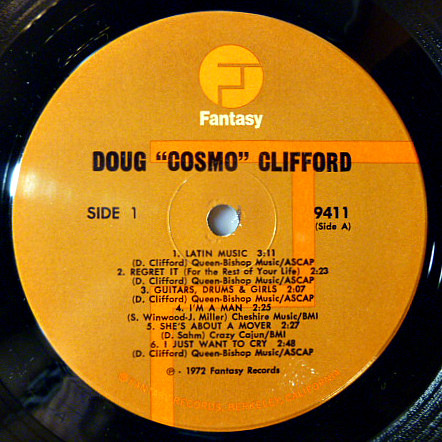 Fantasy
DOUG "COSMO" CLIFFORD
SIDE 1
9411
(Side A)
1. LATIN MUSIC 3:11
(D. Clifford) Queen-Bishop Music/ASCAP
2. REGRET IT (For the Rest of Your Life) 2:23
(D. Clifford) Queen-Bishop Music/ASCAP
3. GUITARS, DRUMS & GIRLS 2:07
(D. Clifford) Queen-Bishop Music/ASCAP
4. I'M A MAN 2:25
(S. Winwood-J. Miller) Cheshire Music/BMI
5. SHE'S ABOUT A MOVER 2:27
(D. Sahm) Crazy Cajun/BMI
6. I JUST WANT TO CRY 2:48
(D. Clifford) Queen-Bishop Music/ASCAP
℗ - 1972 Fantasy Records